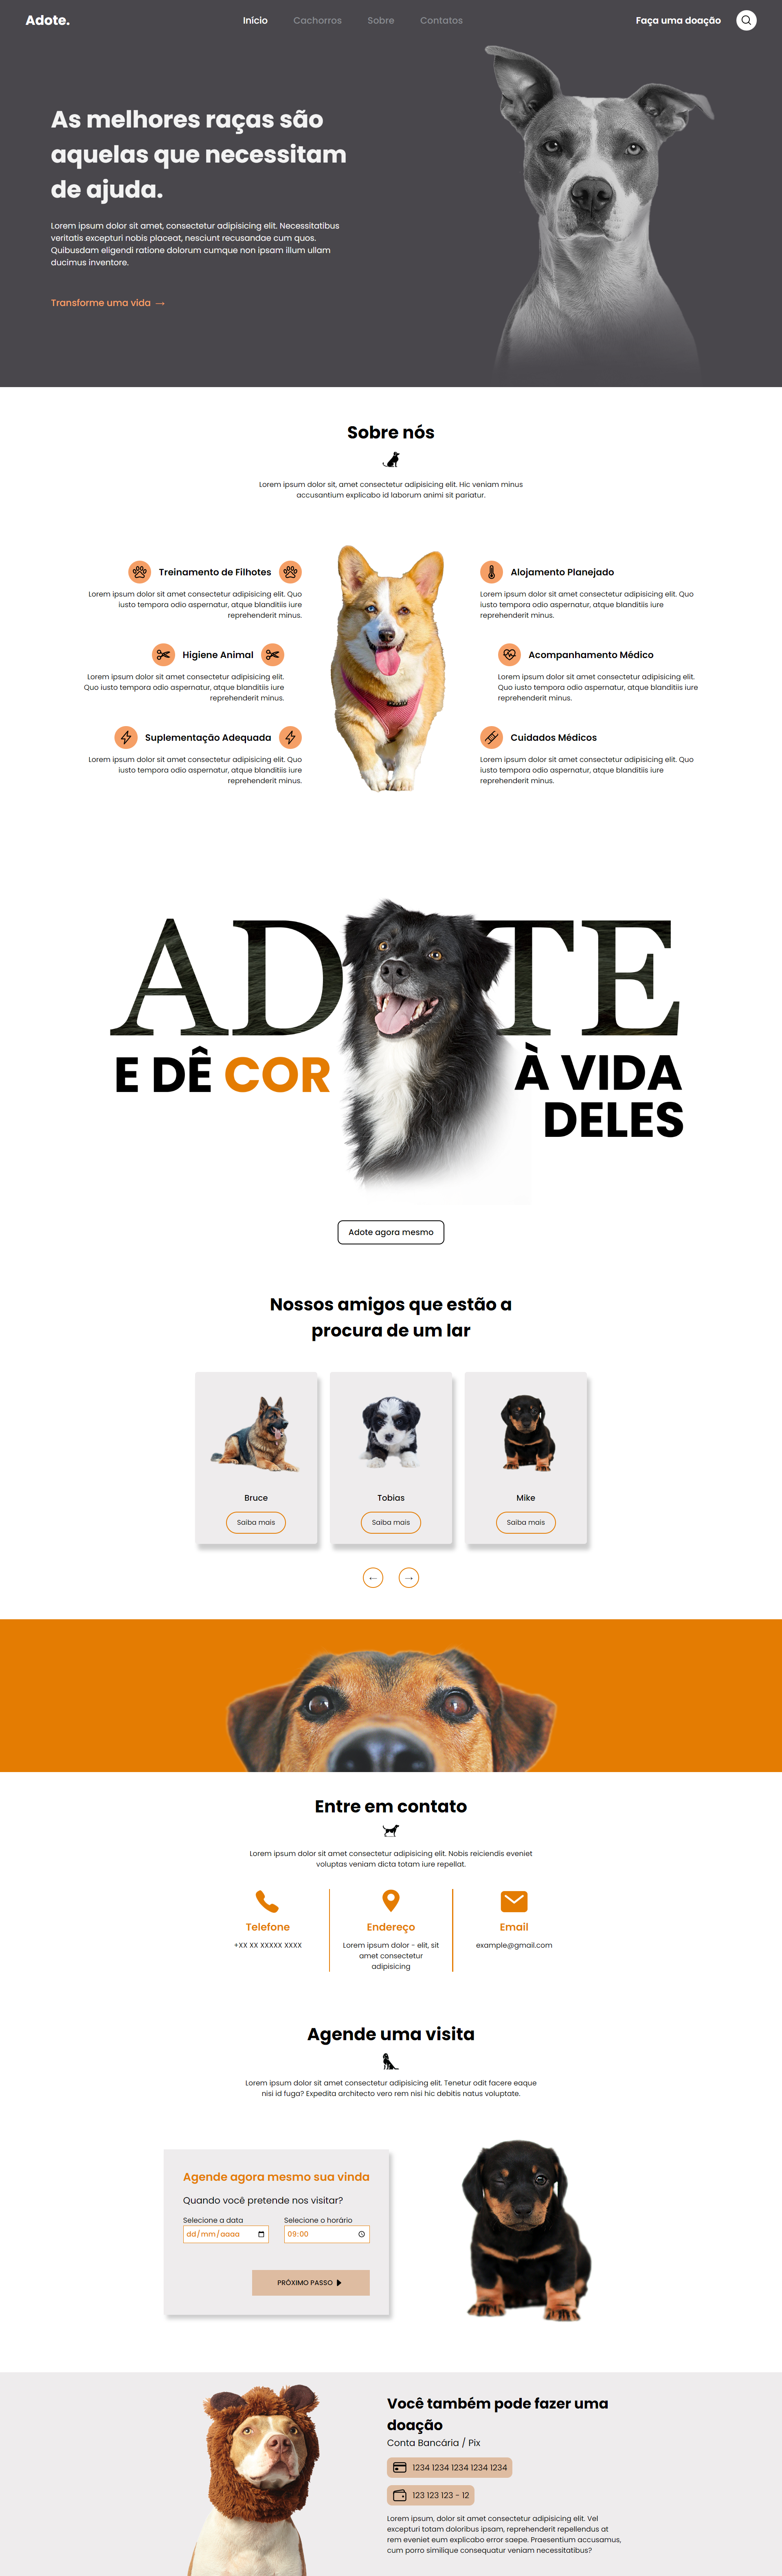 Adote.
Início
Cachorros
Sobre
Contatos
Faça uma doação
As melhores raças são
aquelas que necessitam
de ajuda.
Lorem ipsum dolor sit amet, consectetur adipisicing elit. Necessitatibus
veritatis excepturi nobis placeat, nesciunt recusandae cum quos.
Quibusdam eligendi ratione dolorum cumque non ipsam illum ullam
ducimus inventore.
Transforme uma vida →
Sobre nós
Lorem ipsum dolor sit, amet consectetur adipisicing elit. Hic veniam minus
accusantium explicabo id laborum animi sit pariatur.
Treinamento de Filhotes
Lorem ipsum dolor sit amet consectetur adipisicing elit. Quo
iusto tempora odio aspernatur, atque blanditiis iure
reprehenderit minus.
Higiene Animal
Lorem ipsum dolor sit amet consectetur adipisicing elit.
Quo iusto tempora odio aspernatur, atque blanditiis iure
reprehenderit minus.
Suplementação Adequada
Lorem ipsum dolor sit amet consectetur adipisicing elit. Quo
iusto tempora odio aspernatur, atque blanditiis iure
reprehenderit minus.
Alojamento Planejado
Lorem ipsum dolor sit amet consectetur adipisicing elit. Quo
iusto tempora odio aspernatur, atque blanditiis iure
reprehenderit minus.
Acompanhamento Médico
Lorem ipsum dolor sit amet consectetur adipisicing elit.
Quo iusto tempora odio aspernatur, atque blanditiis iure
reprehenderit minus.
Cuidados Médicos
Lorem ipsum dolor sit amet consectetur adipisicing elit. Quo
iusto tempora odio aspernatur, atque blanditiis iure
reprehenderit minus.
AD TE
E DÊ COR
À VIDA
DELES
Adote agora mesmo
Nossos amigos que estão a
procura de um lar
Bruce
Saiba mais
Tobias
Saiba mais
Mike
Saiba mais
← →
Entre em contato
Lorem ipsum dolor sit amet consectetur adipisicing elit. Nobis reiciendis eveniet
voluptas veniam dicta totam iure repellat.
Telefone
+XX XX XXXXX XXXX
Endereço
Lorem ipsum dolor - elit, sit
amet consectetur
adipisicing
Email
example@gmail.com
Agende uma visita
Lorem ipsum dolor sit amet consectetur adipisicing elit. Tenetur odit facere eaque
nisi id fuga? Expedita architecto vero rem nisi hic debitis natus voluptate.
Agende agora mesmo sua vinda
Quando você pretende nos visitar?
Selecione a data
dd/mm/aaaa
Selecione o horário
09:00
PRÓXIMO PASSO
Você também pode fazer uma
doação
Conta Bancária / Pix
1234 1234 1234 1234 1234
123 123 123 - 12
Lorem ipsum, dolor sit amet consectetur adipisicing elit. Vel
excepturi totam doloribus ipsam, reprehenderit repellendus at
rem eveniet eum explicabo error saepe. Praesentium accusamus,
cum porro similique consequatur veniam necessitatibus?